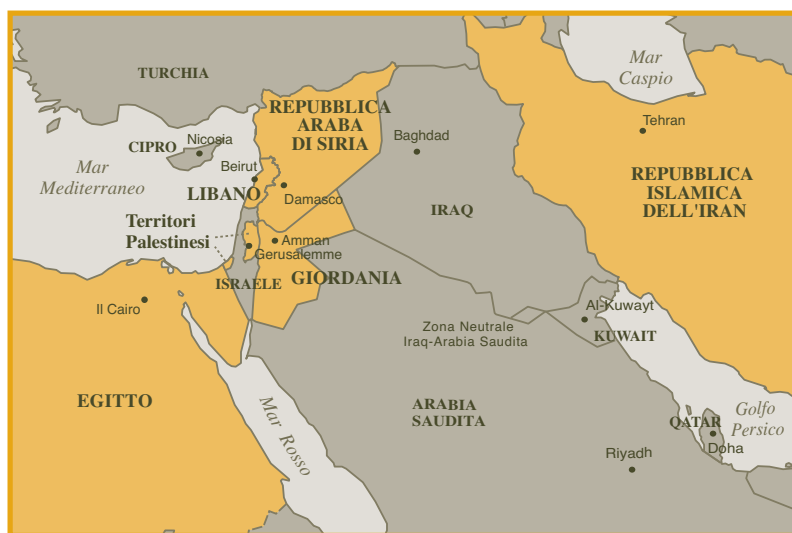 TURCHIA
Mar
Caspio
REPUBBLICA
ARABA
DI SIRIA
Tehran
Baghdad
CIPRO
Nicosia
Mar
Mediterraneo
Beirut
LIBANO
Damasco
REPUBBLICA
ISLAMICA
DELL'IRAN
IRAQ
Territori
Palestinesi
Amman
Gerusalemme
ISRAELE
GIORDANIA
Il Cairo
Al-Kuwayt
Zona Neutrale
Iraq-Arabia Saudita
KUWAIT
EGITTO
Mar Rosso
ARABIA
SAUDITA
QATAR
Golfo
Persico
Doha
Riyadh